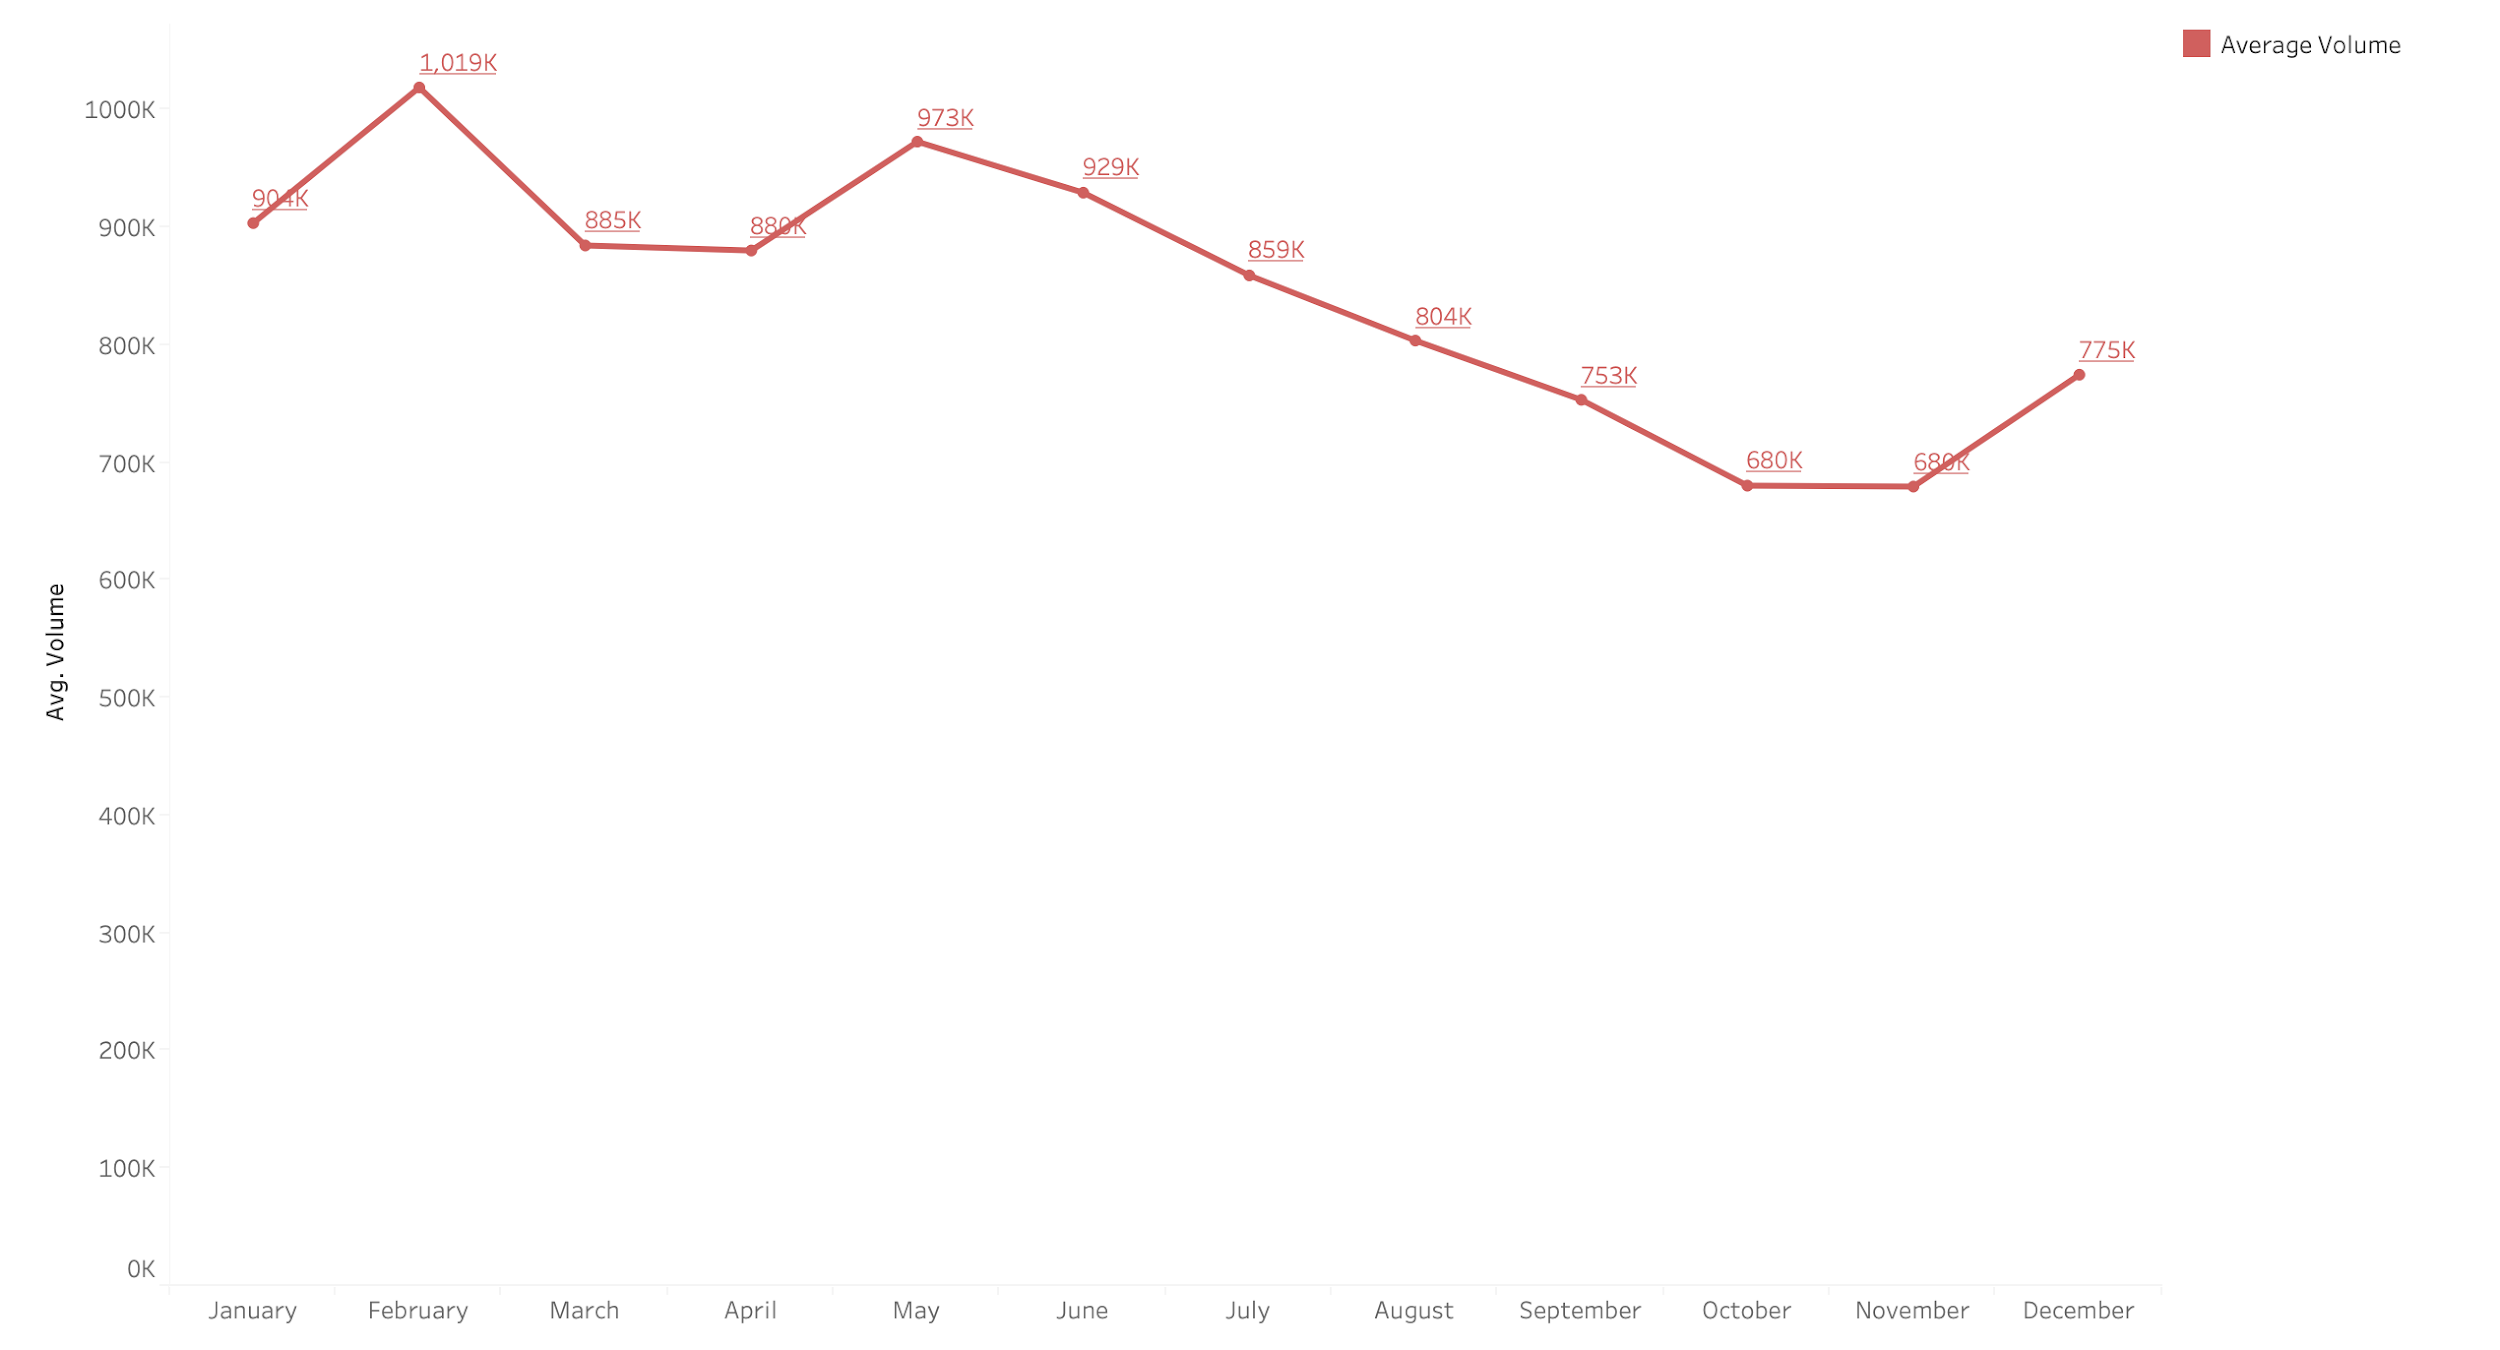 Average Volume
1,019K
1000K
973K
929K
904K
885K
880K
900K
859K
804K
800K
775K
753K
700K
680K
680K
600K
Avg. Volume
500K
400K
300K
200K
100K
0K
January February March April May June July August September October November December